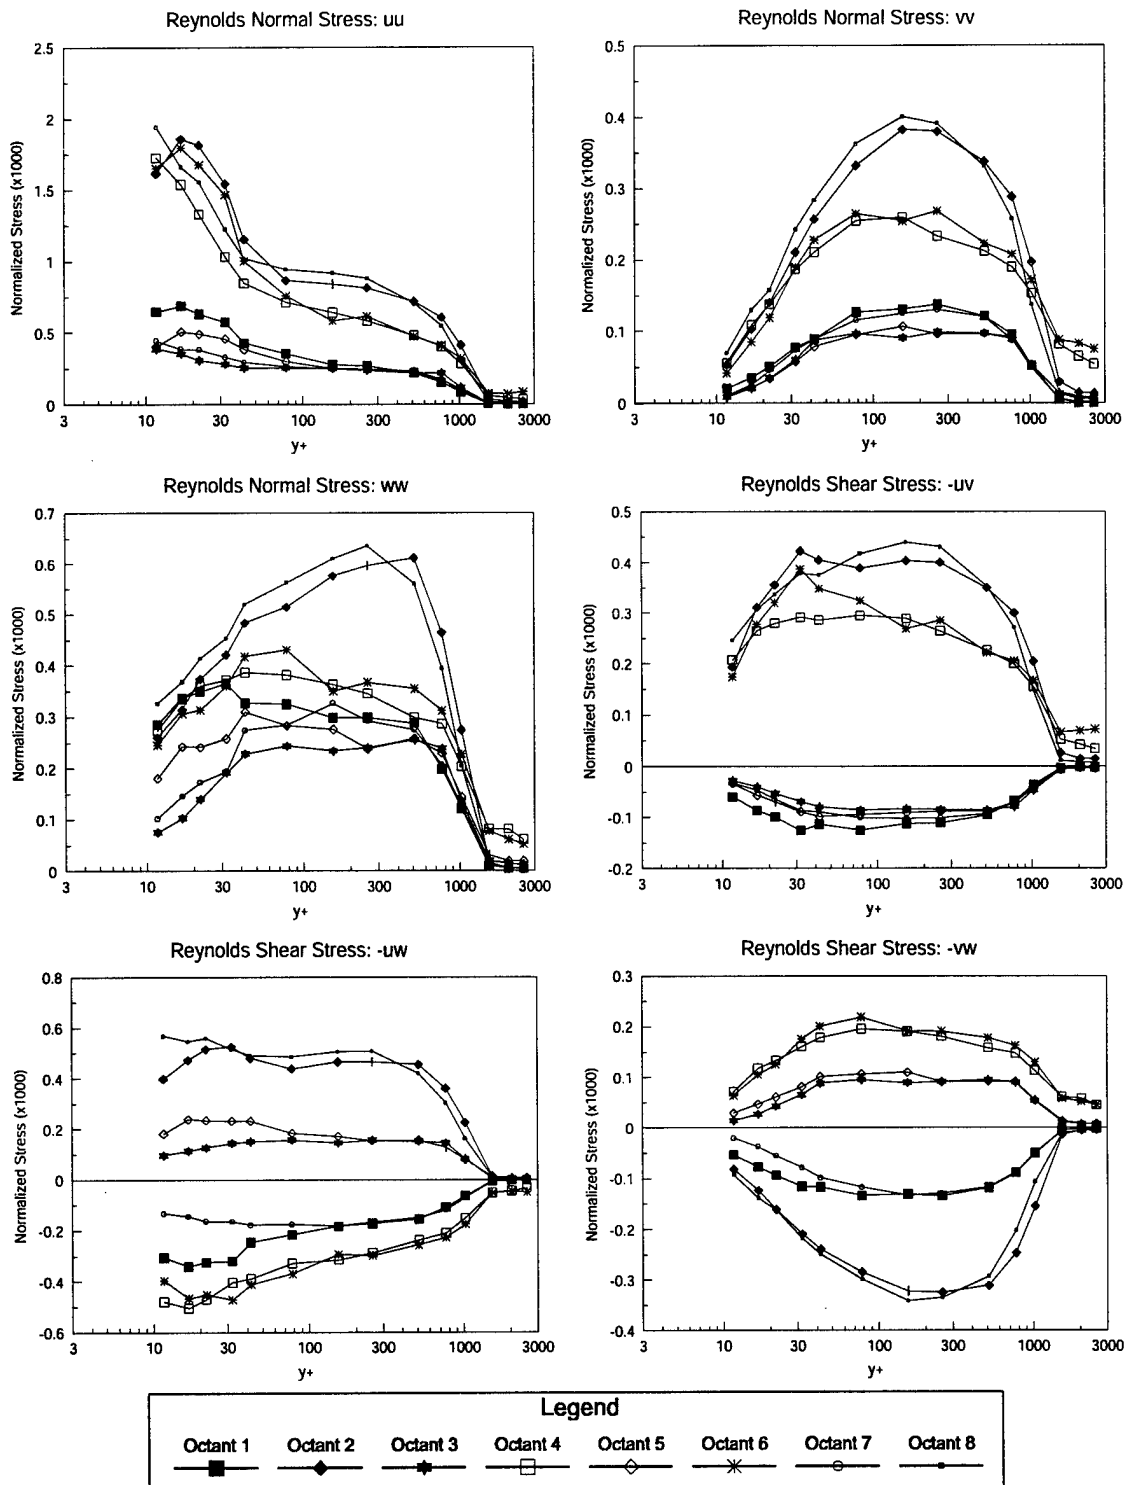 Reynolds Normal Stress: uu
Normalized Stress (x1000)
2.5
2
1.5
1
0.5
0
3 10 30 100 300 1000 3000
y+
Reynolds Normal Stress: vv
Normalized Stress (x1000)
0.5
0.4
0.3
0.2
0.1
0
3 10 30 100 300 1000 3000
y+
Reynolds Normal Stress: ww
Normalized Stress (x1000)
0.7
0.6
0.5
0.4
0.3
0.2
0.1
0
3 10 30 100 300 1000 3000
y+
Reynolds Shear Stress: -uv
Normalized Stress (x1000)
0.5
0.4
0.3
0.2
0.1
0
-0.1
-0.2
3 10 30 100 300 1000 3000
y+
Reynolds Shear Stress: -uw
Normalized Stress (x1000)
0.8
0.6
0.4
0.2
0
-0.2
-0.4
-0.6
3 10 30 100 300 1000 3000
y+
Reynolds Shear Stress: -vw
Normalized Stress (x1000)
0.3
0.2
0.1
0
-0.1
-0.2
-0.3
-0.4
3 10 30 100 300 1000 3000
y+
Legend
Octant 1 Octant 2 Octant 3 Octant 4 Octant 5 Octant 6 Octant 7 Octant 8